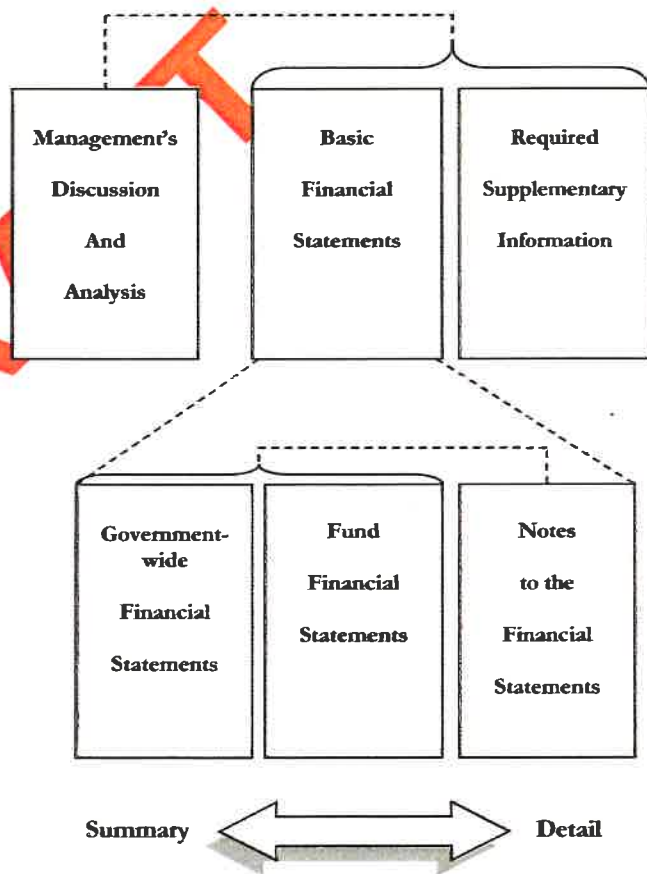 Management's
Discussion
And
Analysis
Basic
Financial
Statements
Required
Supplementary
Information
Government-
wide
Financial
Statements
Fund
Financial
Statements
Notes
to the
Financial
Statements
Summary
Detail